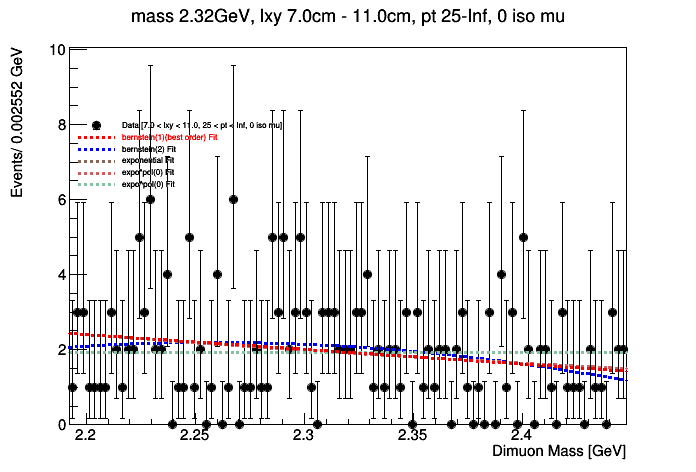 mass 2.32GeV, lxy 7.0cm - 11.0cm, pt 25-Inf, 0 iso mu
Events/ 0.002552 GeV
10
8
6
4
2
0
Data [7.0 < lxy < 11.0, 25 < pt < Inf, 0 iso mu]
bernstein(1)(best order) Fit
bernstein(2) Fit
exponential Fit
expo*pol(0) Fit
expo*pol(0) Fit
2.2 2.25 2.3 2.35 2.4
Dimuon Mass [GeV]